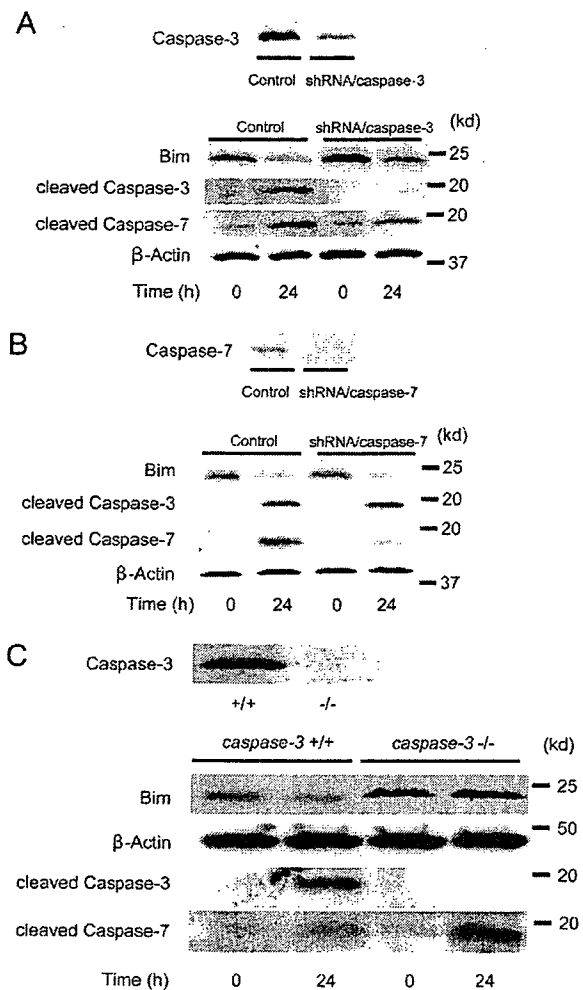 A
Caspase-3
Control shRNA/caspase-3
Control shRNA/caspase-3 (kd)
Bim 25
cleaved Caspase-3 20
cleaved Caspase-7 20
β-Actin 37
Time (h) 0 24 0 24
B
Caspase-7
Control shRNA/caspase-7
Control shRNA/caspase-7 (kd)
Bim 25
cleaved Caspase-3 20
cleaved Caspase-7 20
β-Actin 37
Time (h) 0 24 0 24
C
Caspase-3
+/+ -/-
caspase-3 +/+ caspase-3 -/- (kd)
Bim 25
β-Actin 50
cleaved Caspase-3 20
cleaved Caspase-7 20
Time (h) 0 24 0 24